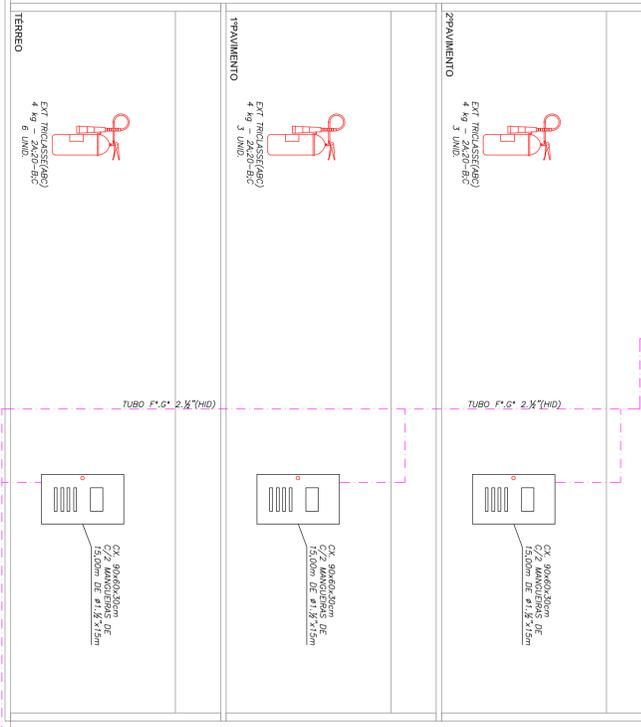 TÉRREO
EXT TRICLASSE(ABC)
4 kg – 2A:20–B:C
6 UNID.
TUBO Fº.Gº 2.½"(HID)
CX. 90x60x30cm
C/2 MANGUEIRAS DE
15,00m DE ø1.½"x15m
1ºPAVIMENTO
EXT TRICLASSE(ABC)
4 kg – 2A:20–B:C
3 UNID.
CX. 90x60x30cm
C/2 MANGUEIRAS DE
15,00m DE ø1.½"x15m
2ºPAVIMENTO
EXT TRICLASSE(ABC)
4 kg – 2A:20–B:C
3 UNID.
TUBO Fº.Gº 2.½"(HID)
CX. 90x60x30cm
C/2 MANGUEIRAS DE
15,00m DE ø1.½"x15m